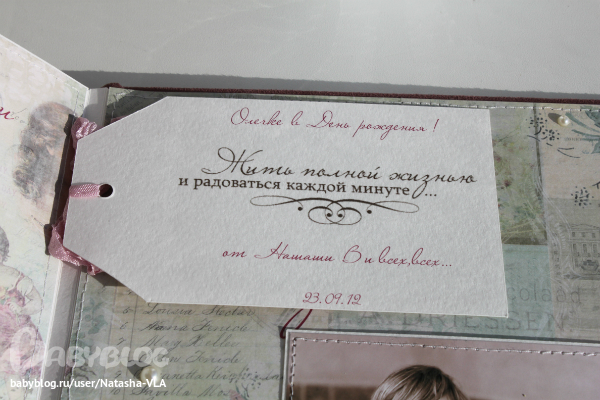 Олечке в День рождения!
Жить полной жизнью
и радоваться каждой минуте...
от Наташи В и всех, всех...
23.09.12
BABYBLOG
babyblog.ru/user/Natasha-VLA